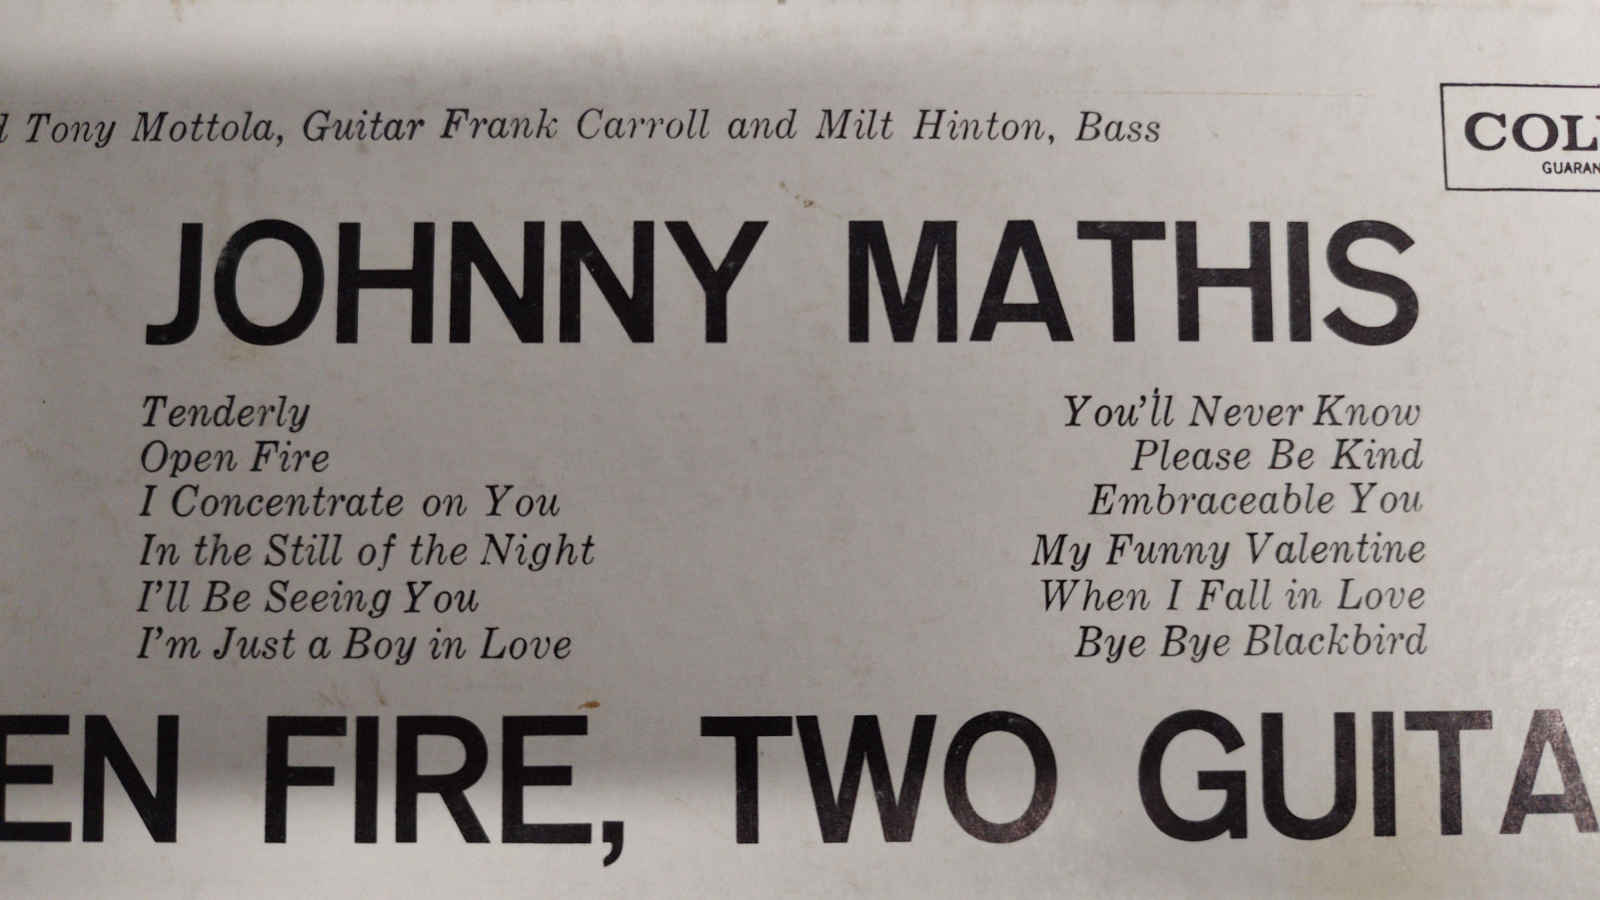 Tony Mottola, Guitar Frank Carroll and Milt Hinton, Bass
COL
GUARAN
JOHNNY MATHIS
Tenderly
Open Fire
I Concentrate on You
In the Still of the Night
I'll Be Seeing You
I'm Just a Boy in Love
You'll Never Know
Please Be Kind
Embraceable You
My Funny Valentine
When I Fall in Love
Bye Bye Blackbird
EN FIRE, TWO GUITA